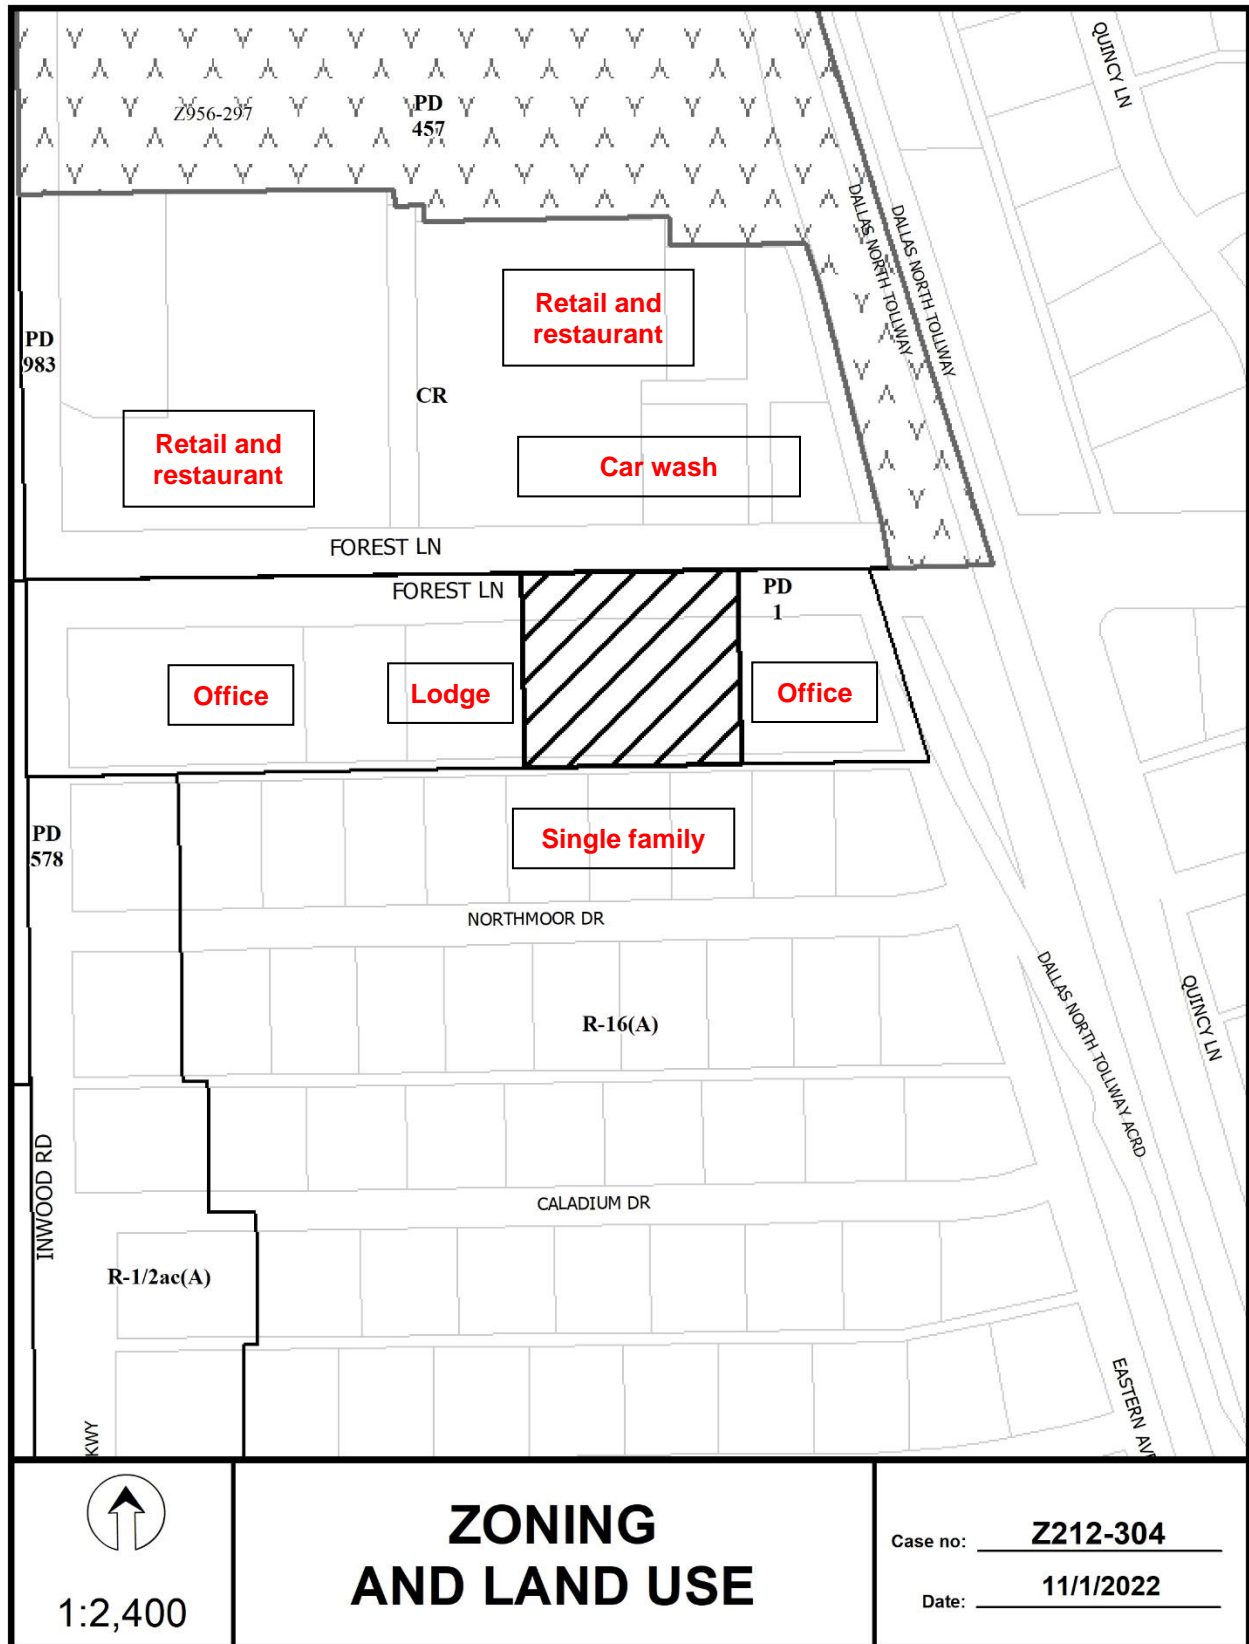 QUINCY LN
PD
457
Z956-297
DALLAS NORTH TOLLWAY
DALLAS NORTH TOLLWAY
Retail and
restaurant
PD
983
CR
Retail and
restaurant
Car wash
FOREST LN
FOREST LN
PD
1
Office
Lodge
Office
PD
578
Single family
NORTHMOOR DR
DALLAS NORTH TOLLWAY ACRD
QUINCY LN
R-16(A)
INWOOD RD
CALADIUM DR
R-1/2ac(A)
EASTERN AVE
KWY
1:2,400
ZONING
AND LAND USE
Case no: Z212-304
Date: 11/1/2022